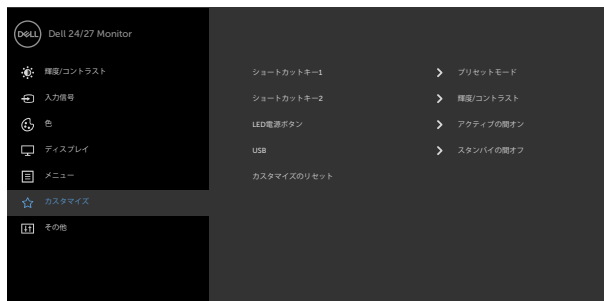 DELL Dell 24/27 Monitor
輝度/コントラスト
入力信号
色
ディスプレイ
メニュー
カスタマイズ
その他
ショートカットキー1 プリセットモード
ショートカットキー2 輝度/コントラスト
LED電源ボタン アクティブの間オン
USB スタンバイの間オフ
カスタマイズのリセット